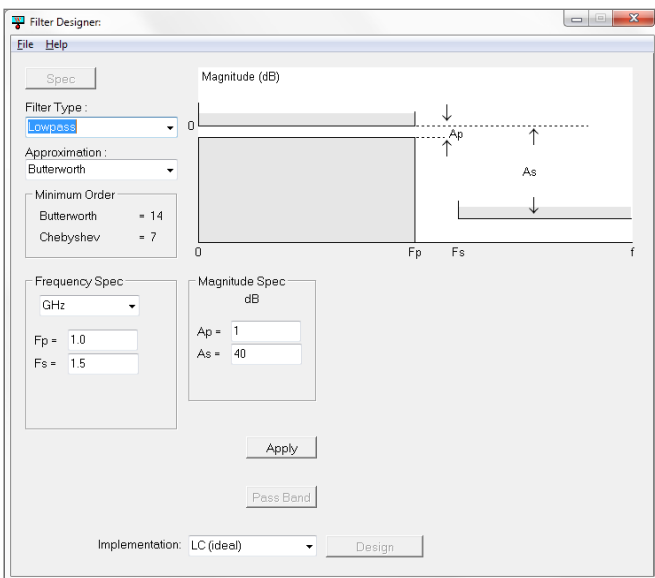 Filter Designer:
File Help
Spec
Magnitude (dB)
Filter Type :
Lowpass
0
Ap
As
Approximation :
Butterworth
Minimum Order
Butterworth = 14
Chebyshev = 7
0 Fp Fs f
Frequency Spec
GHz
Fp = 1.0
Fs = 1.5
Magnitude Spec
dB
Ap = 1
As = 40
Apply
Pass Band
Implementation: LC (ideal) Design